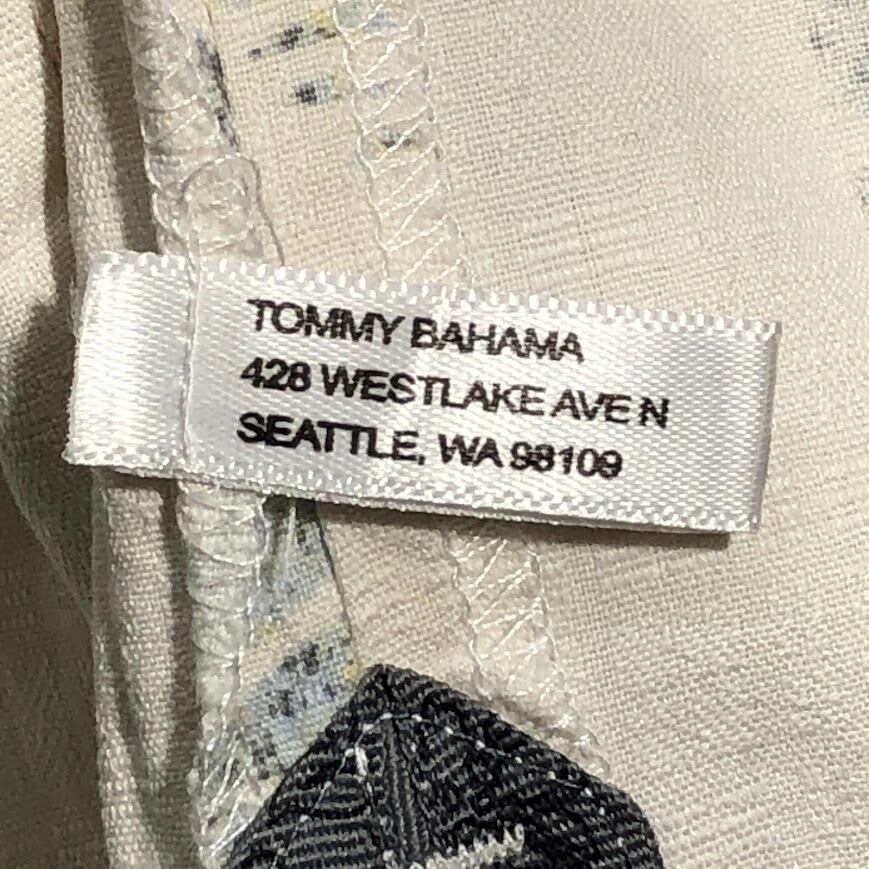 TOMMY BAHAMA
428 WESTLAKE AVE N
SEATTLE, WA 98109